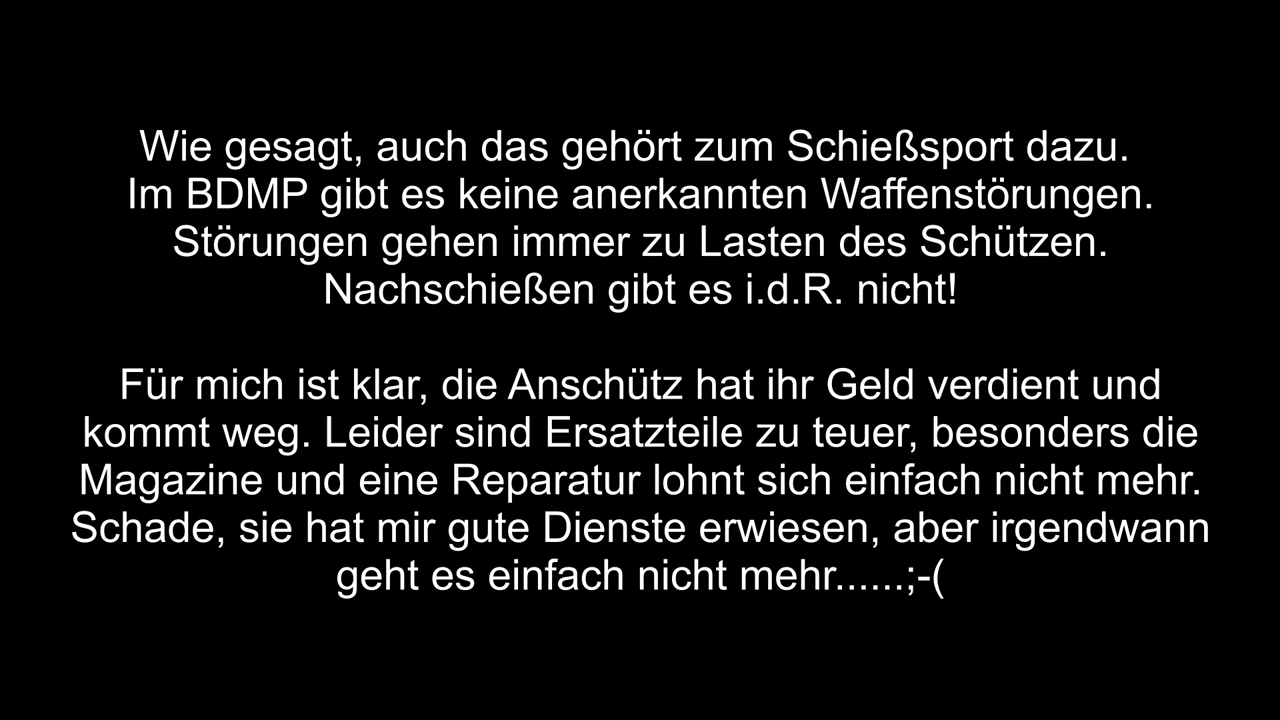 Wie gesagt, auch das gehört zum Schießsport dazu.
Im BDMP gibt es keine anerkannten Waffenstörungen.
Störungen gehen immer zu Lasten des Schützen.
Nachschießen gibt es i.d.R. nicht!
Für mich ist klar, die Anschütz hat ihr Geld verdient und
kommt weg. Leider sind Ersatzteile zu teuer, besonders die
Magazine und eine Reparatur lohnt sich einfach nicht mehr.
Schade, sie hat mir gute Dienste erwiesen, aber irgendwann
geht es einfach nicht mehr......;-(